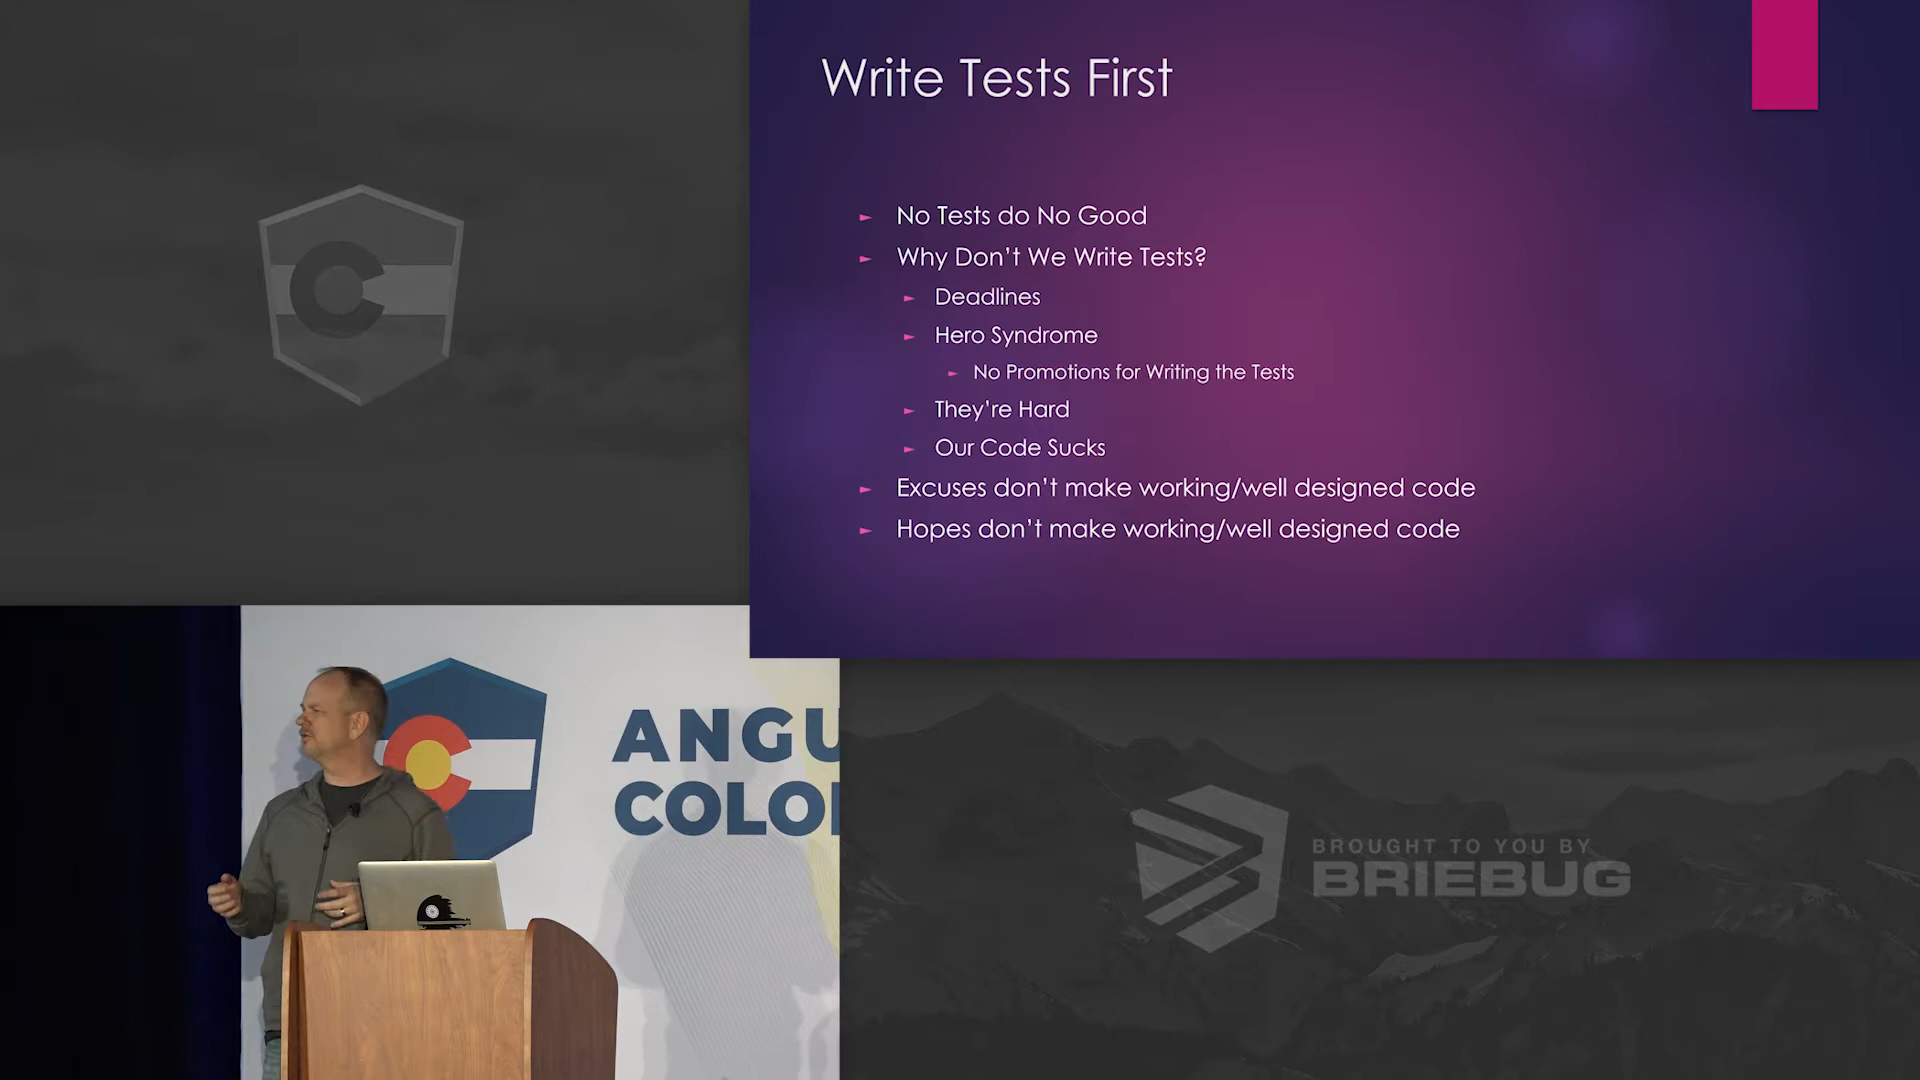 Write Tests First
No Tests do No Good
Why Don't We Write Tests?
Deadlines
Hero Syndrome
No Promotions for Writing the Tests
They're Hard
Our Code Sucks
Excuses don't make working/well designed code
Hopes don't make working/well designed code
ANGU
COLO
BROUGHT TO YOU BY
BRIEBUG